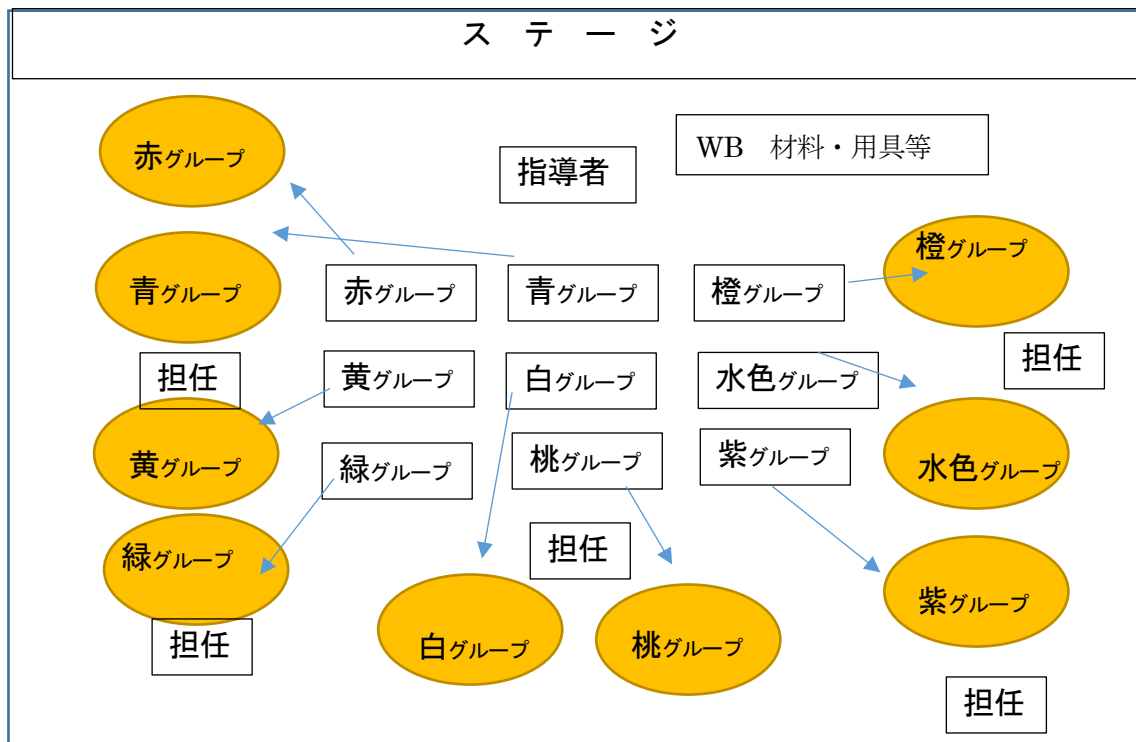 ステージ
赤グループ
WB 材料・用具等
指導者
橙グループ
青グループ
赤グループ
青グループ
橙グループ
担任
担任
黄グループ
白グループ
水色グループ
黄グループ
緑グループ
桃グループ
紫グループ
水色グループ
緑グループ
担任
紫グループ
担任
白グループ
桃グループ
担任